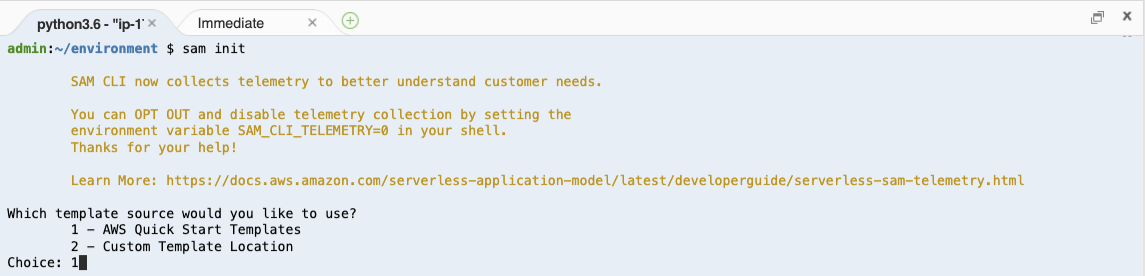 python3.6 - "ip-1
Immediate
admin:~/environment $ sam init
SAM CLI now collects telemetry to better understand customer needs.
You can OPT OUT and disable telemetry collection by setting the
environment variable SAM_CLI_TELEMETRY=0 in your shell.
Thanks for your help!
Learn More: https://docs.aws.amazon.com/serverless-application-model/latest/developerguide/serverless-sam-telemetry.html
Which template source would you like to use?
1 - AWS Quick Start Templates
2 - Custom Template Location
Choice: 1